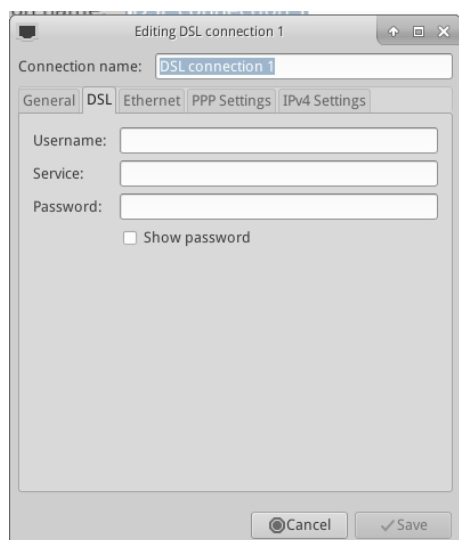 Editing DSL connection 1
Connection name: DSL connection 1
General DSL Ethernet PPP Settings IPv4 Settings
Username:
Service:
Password:
Show password
Cancel Save